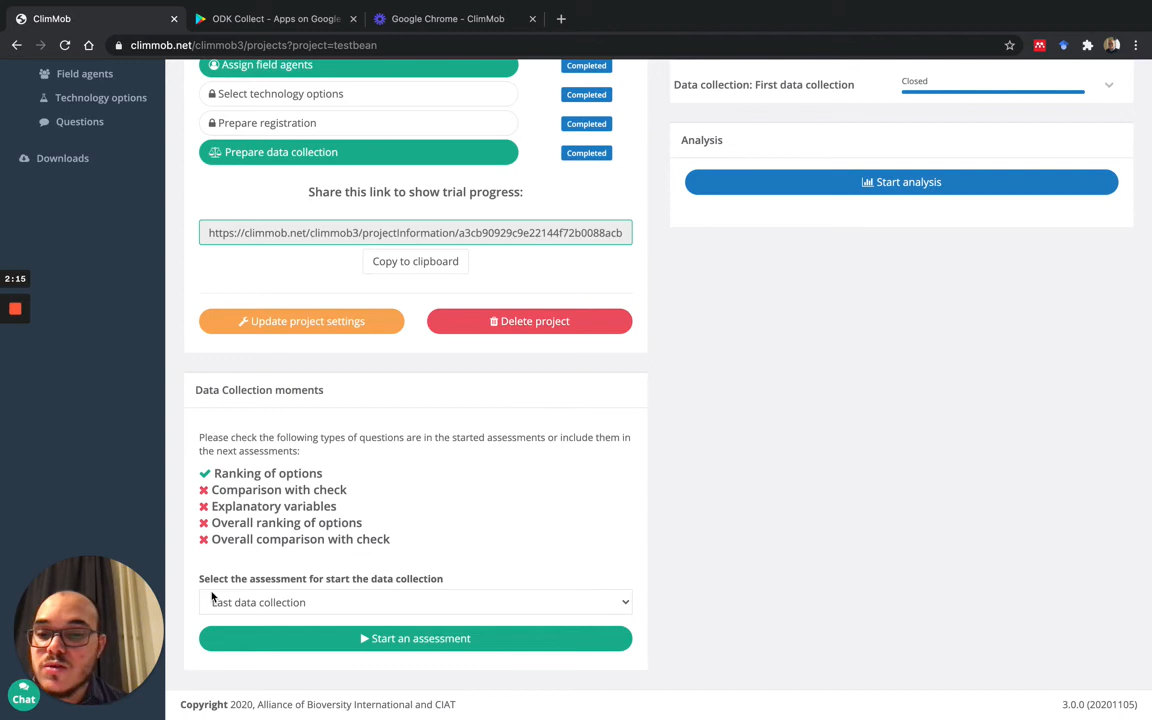 ClimMob
ODK Collect - Apps on Google
Google Chrome - ClimMob
climmob.net/climmob3/projects?project=testbean
Field agents
Technology options
Questions
Downloads
2:15
Assign field agents
Completed
Select technology options
Completed
Prepare registration
Completed
Prepare data collection
Completed
Share this link to show trial progress:
https://climmob.net/climmob3/projectInformation/a3cb90929c9e22144f72b0088acb
Copy to clipboard
Update project settings
Delete project
Data collection: First data collection
Closed
Analysis
Start analysis
Data Collection moments
Please check the following types of questions are in the started assessments or include them in
the next assessments:
Ranking of options
Comparison with check
Explanatory variables
Overall ranking of options
Overall comparison with check
Select the assessment for start the data collection
Last data collection
Start an assessment
Chat
Copyright 2020, Alliance of Bioversity International and CIAT
3.0.0 (20201105)